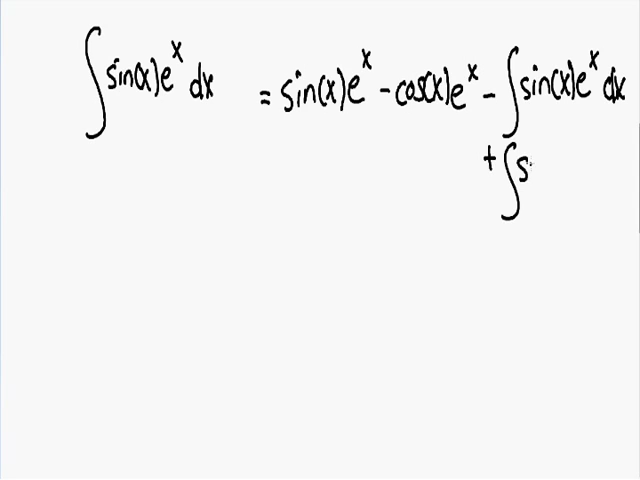 ∫ sin(x)e^x dx = sin(x)e^x - cos(x)e^x - ∫ sin(x)e^x dx
+ ∫ s